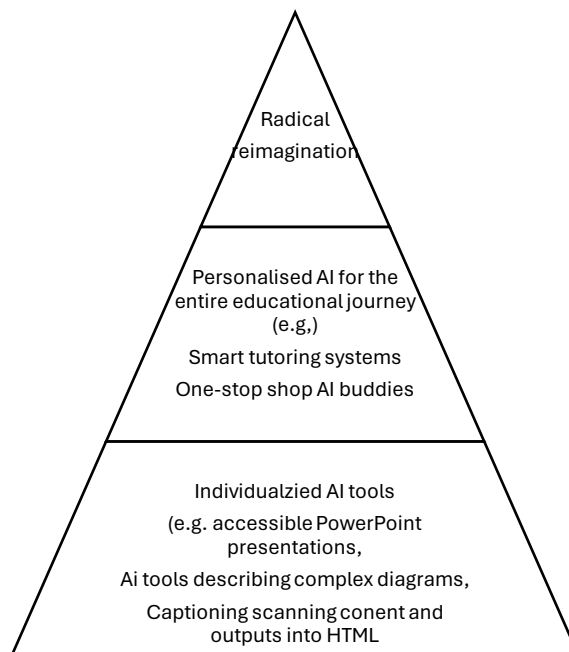 Radical
reimagination
Personalised AI for the
entire educational journey
(e.g,)
Smart tutoring systems
One-stop shop AI buddies
Individualzied AI tools
(e.g. accessible PowerPoint
presentations,
Ai tools describing complex diagrams,
Captioning scanning conent and
outputs into HTML